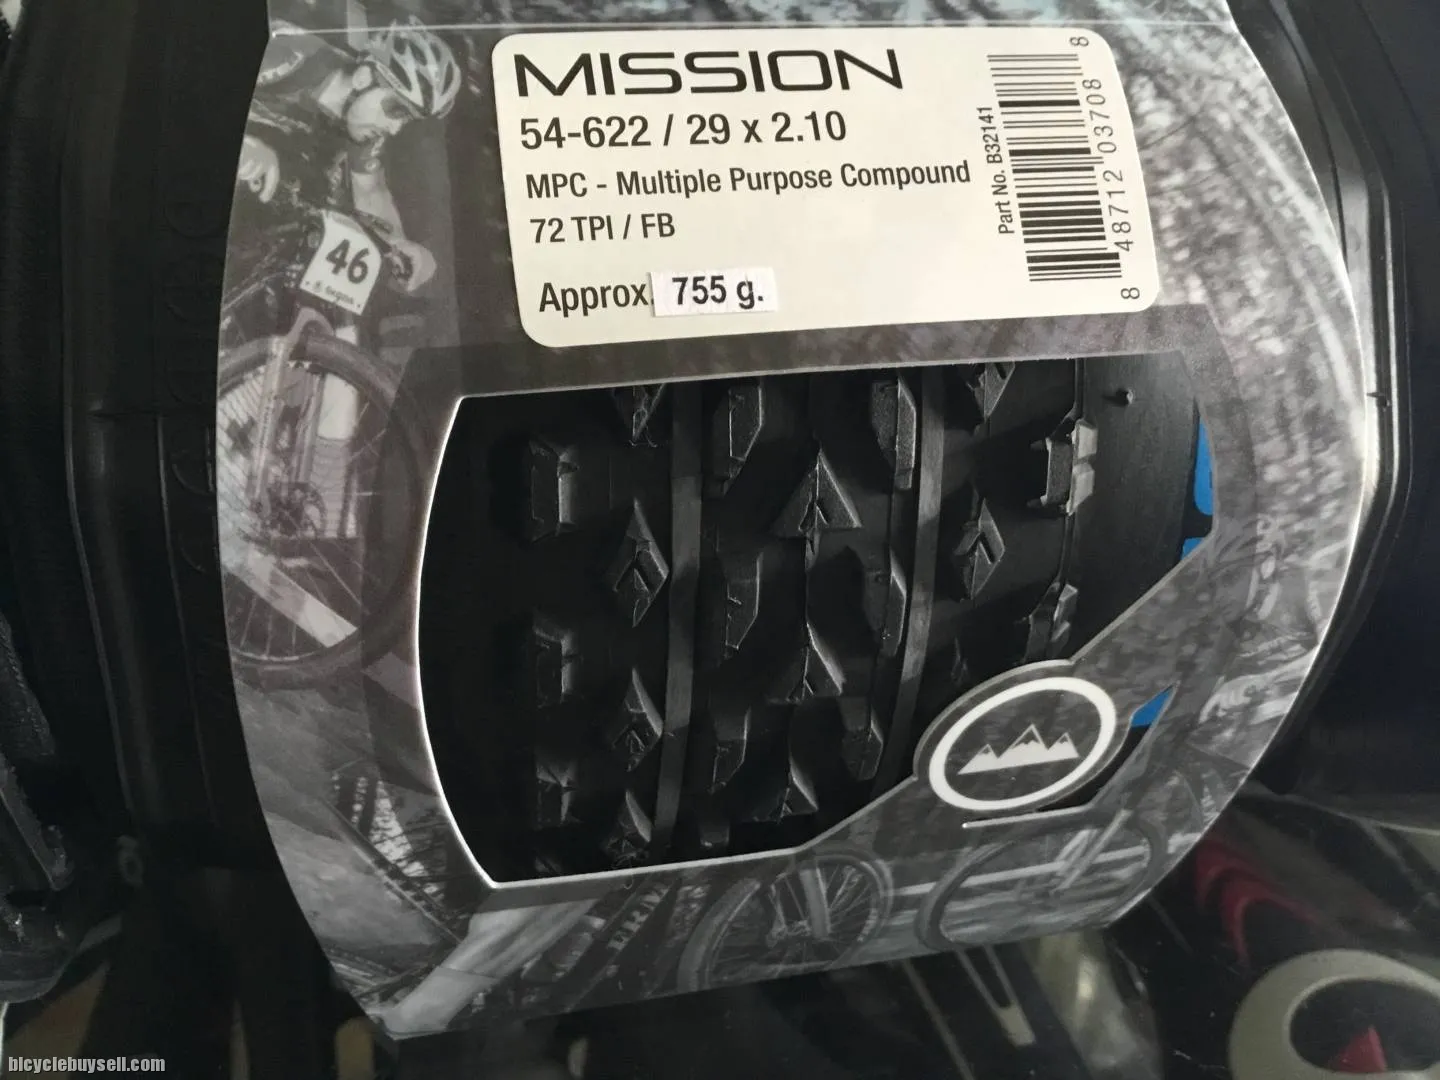 MISSION
54-622 / 29 x 2.10
MPC - Multiple Purpose Compound
72 TPI / FB
Approx. 755 g.
Part No. B32141
8 48712 03708 8
46
bicyclebuysell.com